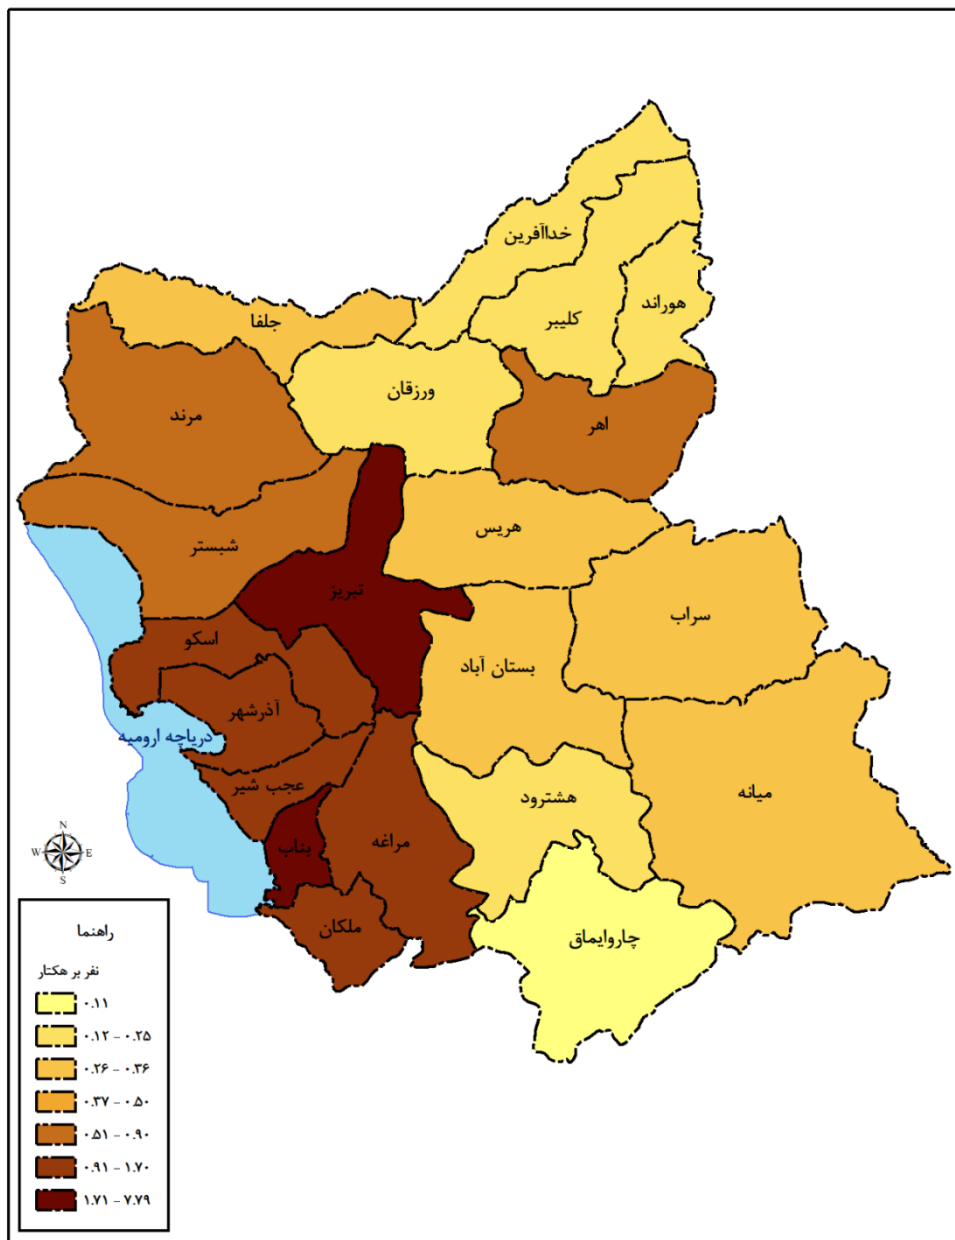 خداآفرین
هوراند
کلیبر
جلفا
ورزقان
مرند
اهر
هریس
شبستر
تبریز
سراب
اسکو
بستان آباد
آذرشهر
دریاچه ارومیه
عجب شیر
هشترود
میانه
مراغه
بناب
ملکان
چاروایماق
N
W
E
S
راهنما
نفر بر هکتار
۰.۱۱
۰.۱۲ - ۰.۲۵
۰.۲۶ - ۰.۳۶
۰.۳۷ - ۰.۵۰
۰.۵۱ - ۰.۹۰
۰.۹۱ - ۱.۷۰
۱.۷۱ - ۷.۷۹